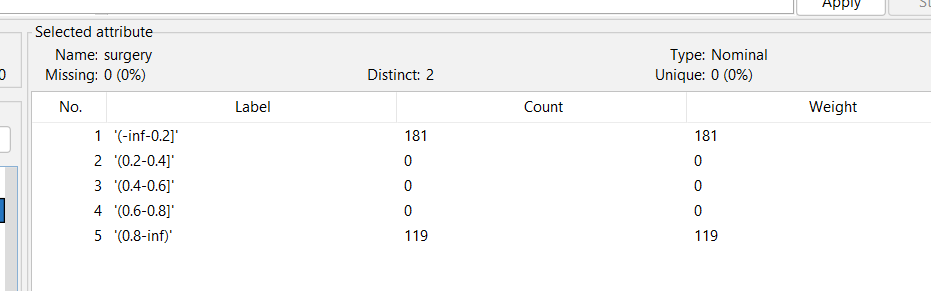 Apply
Selected attribute
Name: surgery Type: Nominal
0 Missing: 0 (0%) Distinct: 2 Unique: 0 (0%)
No. Label Count Weight
1 '(-inf-0.2]' 181 181
2 '(0.2-0.4]' 0 0
3 '(0.4-0.6]' 0 0
4 '(0.6-0.8]' 0 0
5 '(0.8-inf)' 119 119